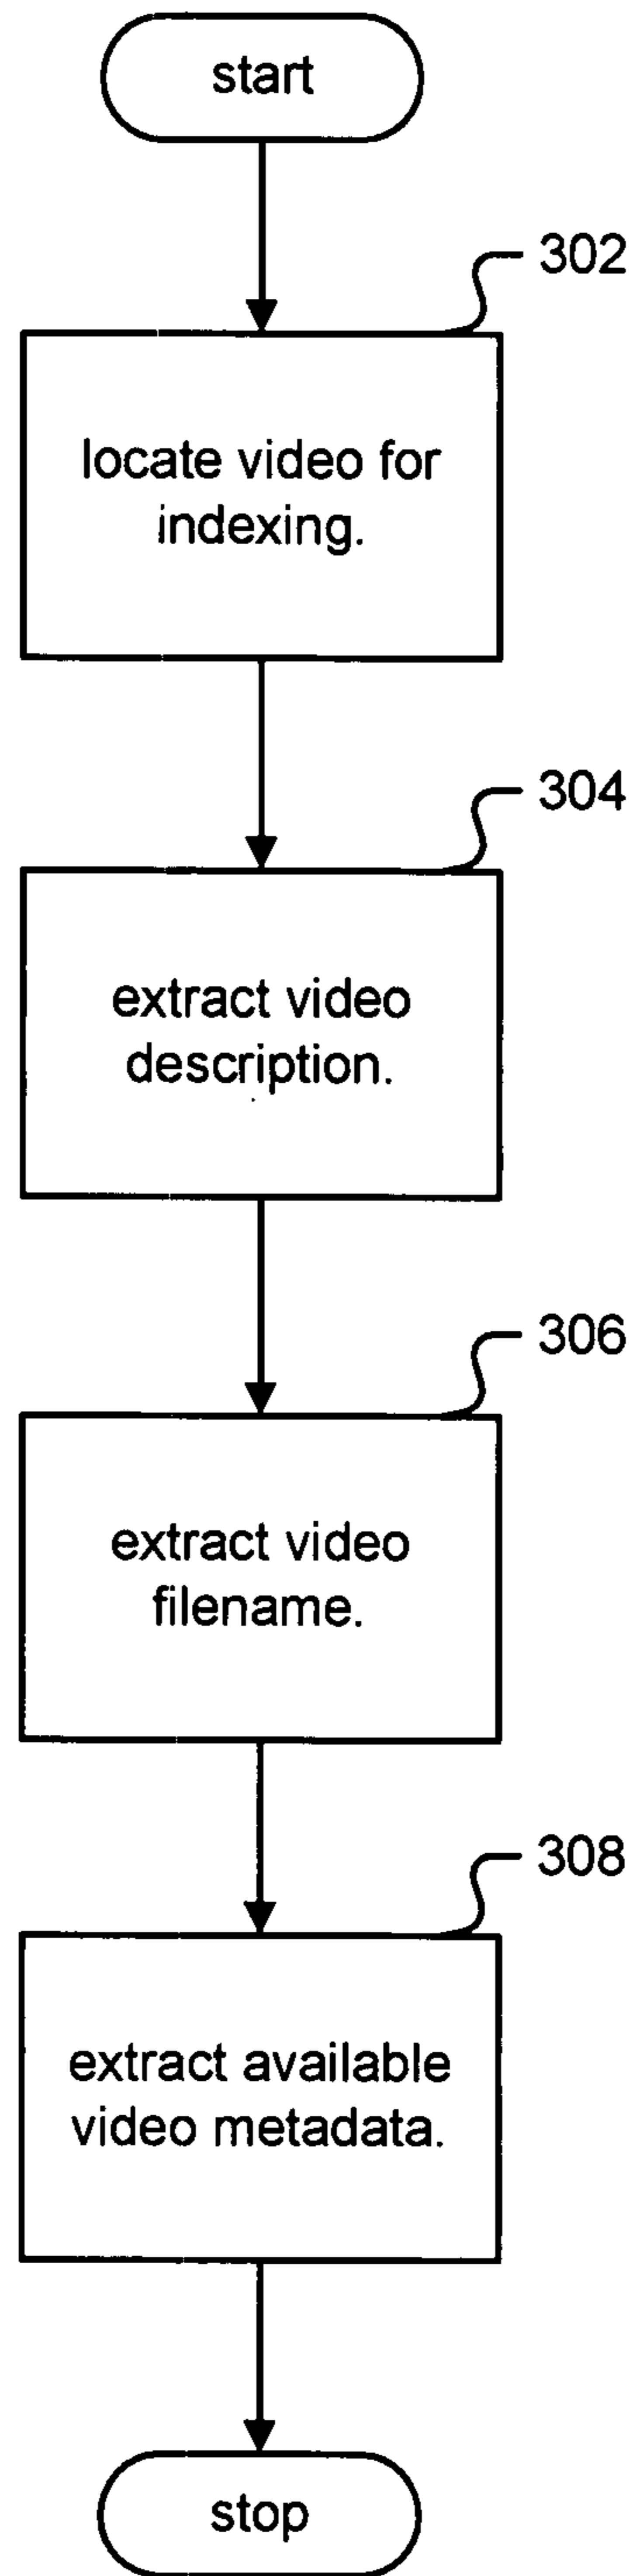 start
302
locate video for
indexing.
304
extract video
description.
306
extract video
filename.
308
extract available
video metadata.
stop